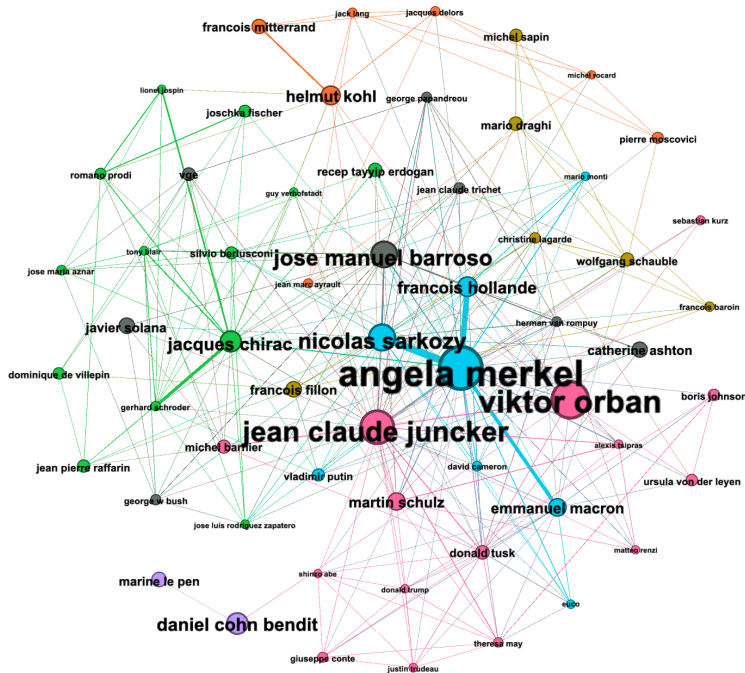 jack lang
jacques delors
francois mitterrand
michel sapin
michel rocard
lionel jospin
helmut kohl
george papandreou
joschka fischer
mario draghi
pierre moscovici
romano prodi
vge
recep tayyip erdogan
mario monti
guy verhofstadt
jean claude trichet
sebastian kurz
tony blair
silvio berlusconi
christine lagarde
jose manuel barroso
wolfgang schauble
jose maria aznar
jean marc ayrault
francois hollande
francois baroin
javier solana
herman van rompuy
jacques chirac
nicolas sarkozy
catherine ashton
dominique de villepin
angela merkel
francois fillon
viktor orban
boris johnson
gerhard schroder
jean claude juncker
michel barnier
alexis tsipras
jean pierre raffarin
vladimir putin
david cameron
ursula von der leyen
george w bush
martin schulz
emmanuel macron
jose luis rodriguez zapatero
donald tusk
matteo renzi
marine le pen
shinzo abe
donald trump
euco
daniel cohn bendit
theresa may
giuseppe conte
justin trudeau